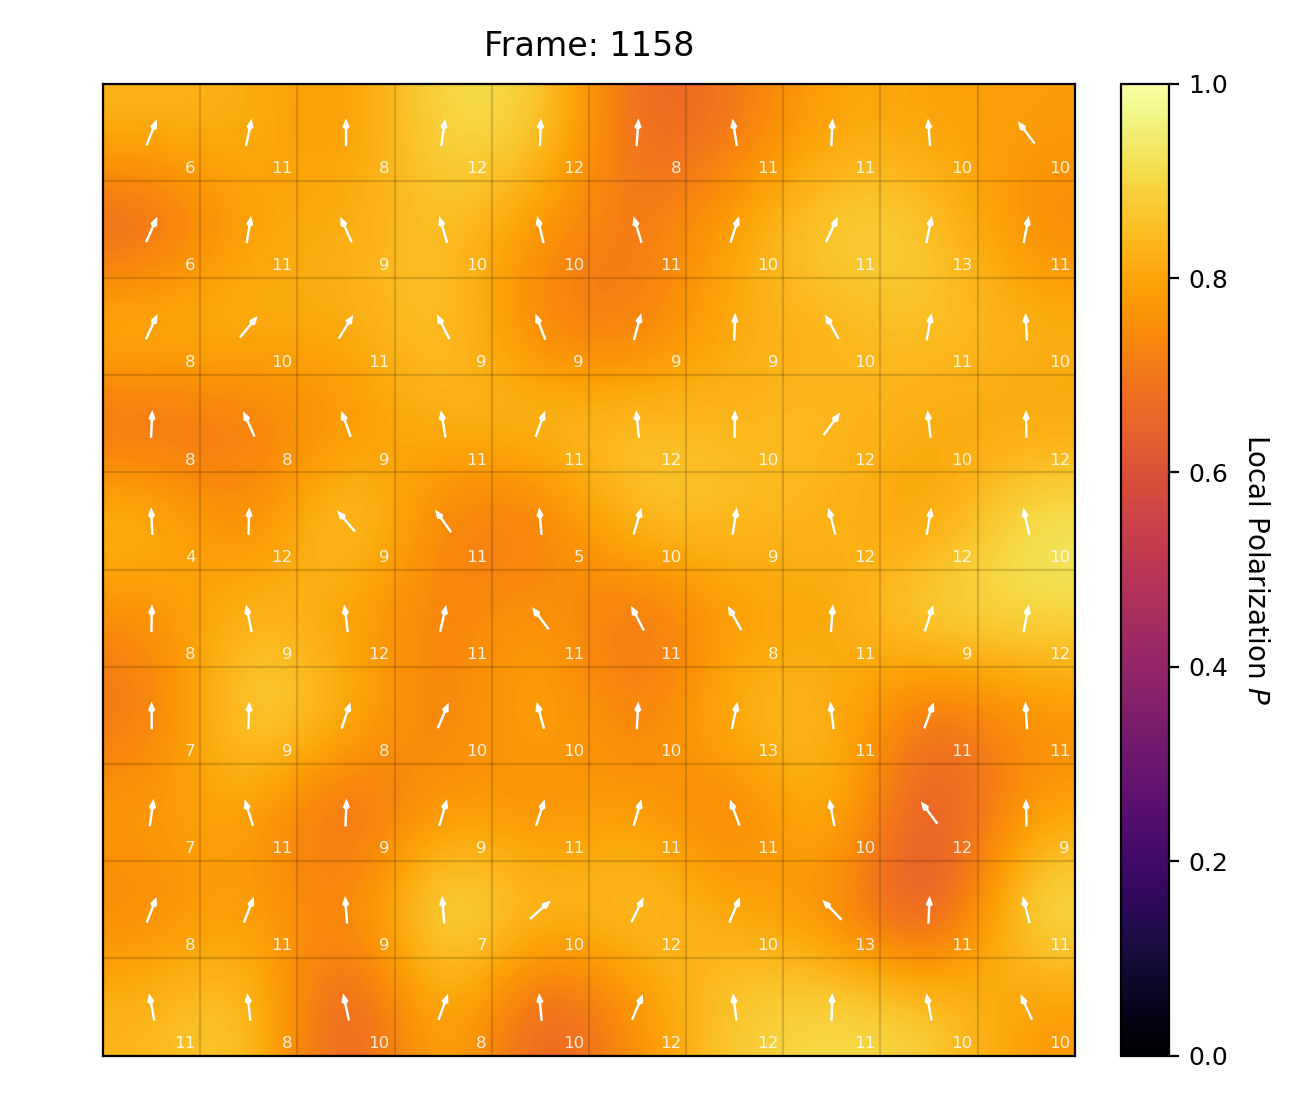 Frame: 1158
6 11 8 12 12 8 11 11 10 10
6 11 9 10 10 11 10 11 13 11
8 10 11 9 9 9 9 10 11 10
8 8 9 11 11 12 10 12 10 12
4 12 9 11 5 10 9 12 12 10
8 9 12 11 11 11 8 11 9 12
7 9 8 10 10 10 13 11 11 11
7 11 9 9 11 11 11 10 12 9
8 11 9 7 10 12 10 13 11 11
11 8 10 8 10 12 12 11 10 10
1.0
0.8
0.6
0.4
0.2
0.0
Local Polarization P